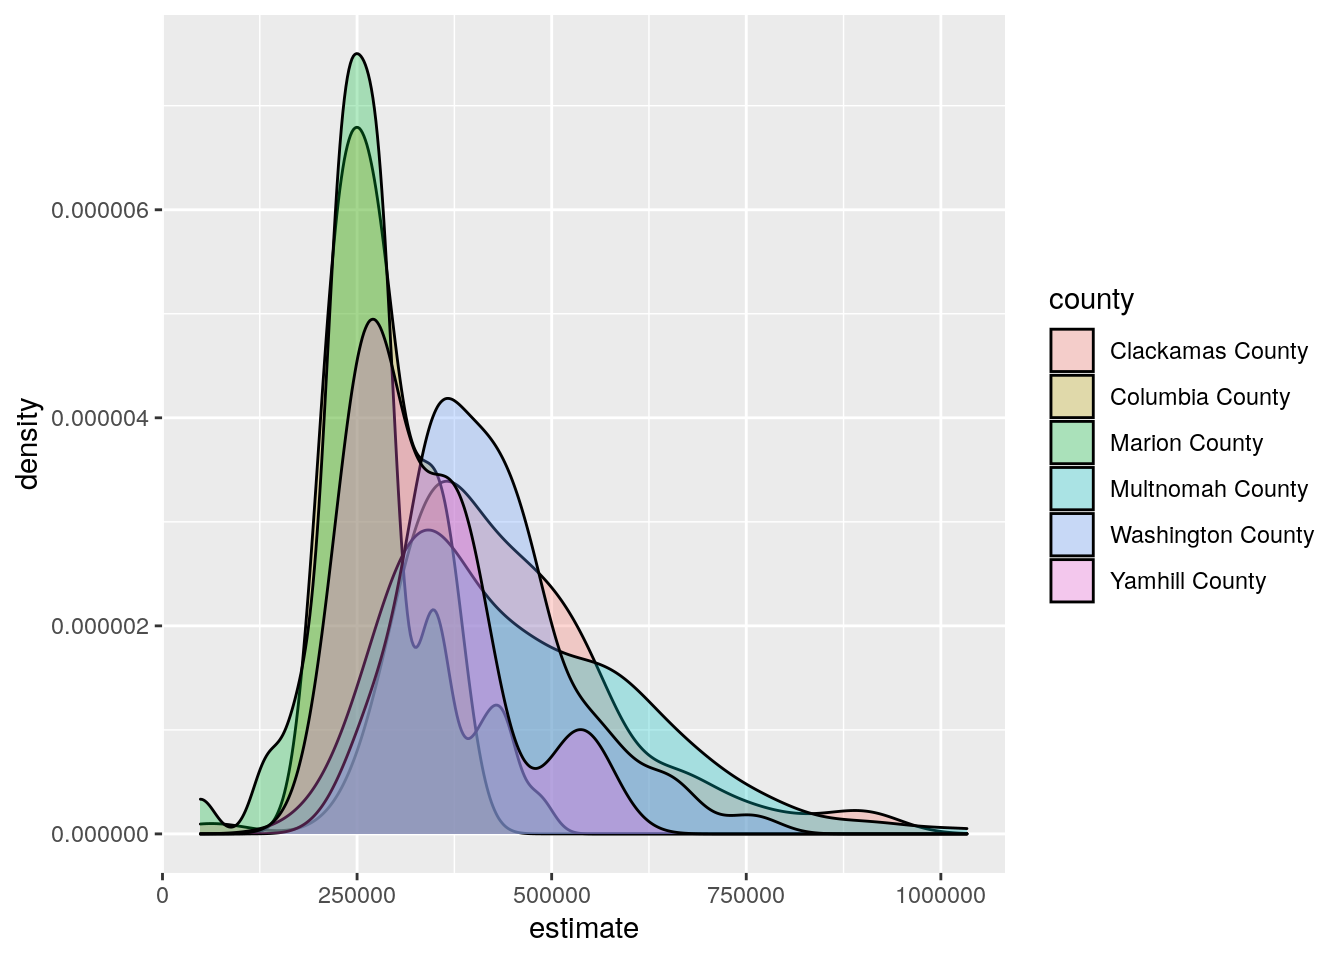 0.000006
0.000004
0.000002
0.000000
density
0
250000
500000
750000
1000000
estimate
county
Clackamas County
Columbia County
Marion County
Multnomah County
Washington County
Yamhill County